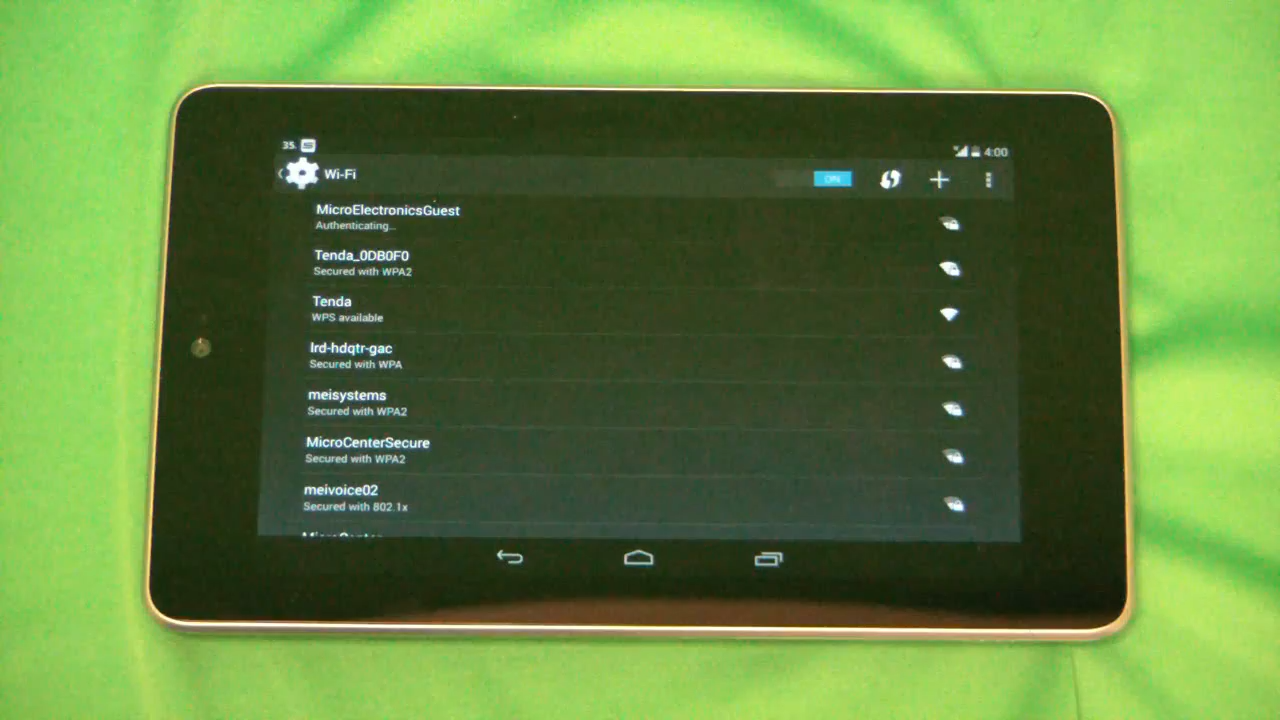 35.
4:00
Wi-Fi
ON
MicroElectronicsGuest
Authenticating...
Tenda_0DB0F0
Secured with WPA2
Tenda
WPS available
lrd-hdqtr-gac
Secured with WPA
meisystems
Secured with WPA2
MicroCenterSecure
Secured with WPA2
meivoice02
Secured with 802.1x
MicroCenter